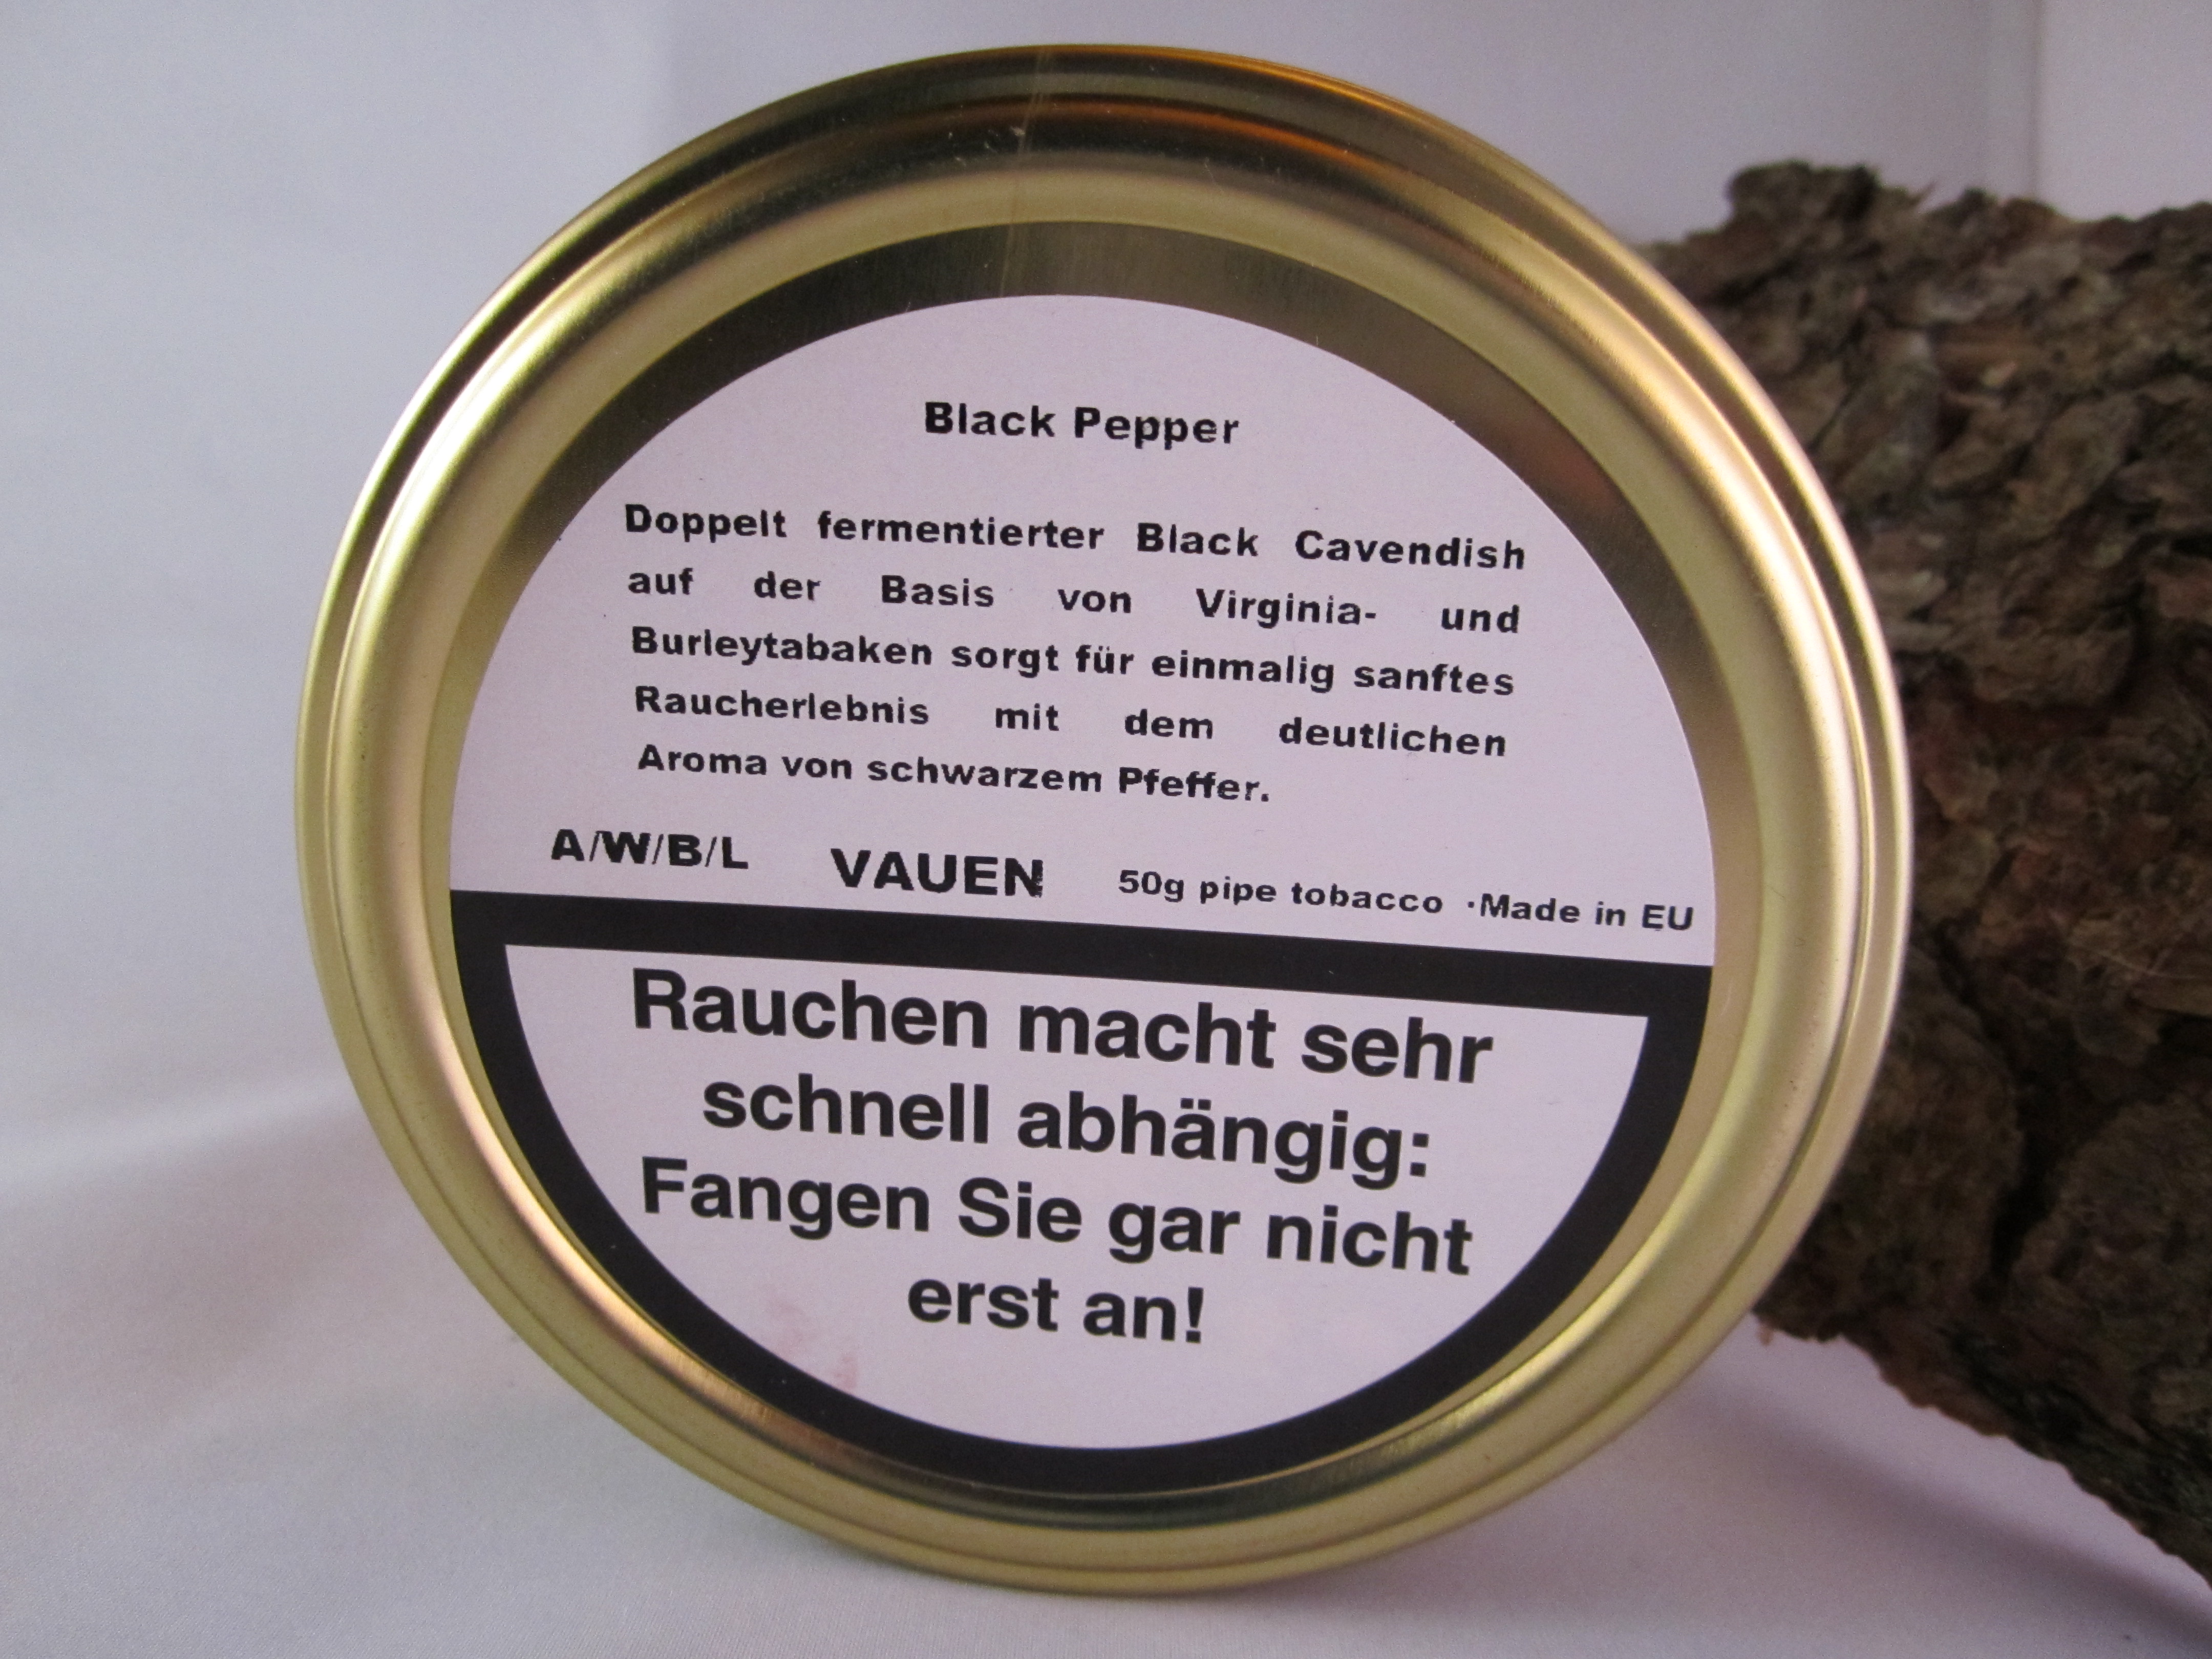 Black Pepper
Doppelt fermentierter Black Cavendish
auf der Basis von Virginia- und
Burleytabaken sorgt für einmalig sanftes
Raucherlebnis mit dem deutlichen
Aroma von schwarzem Pfeffer.
A/W/B/L VAUEN 50g pipe tobacco ·Made in EU
Rauchen macht sehr
schnell abhängig:
Fangen Sie gar nicht
erst an!